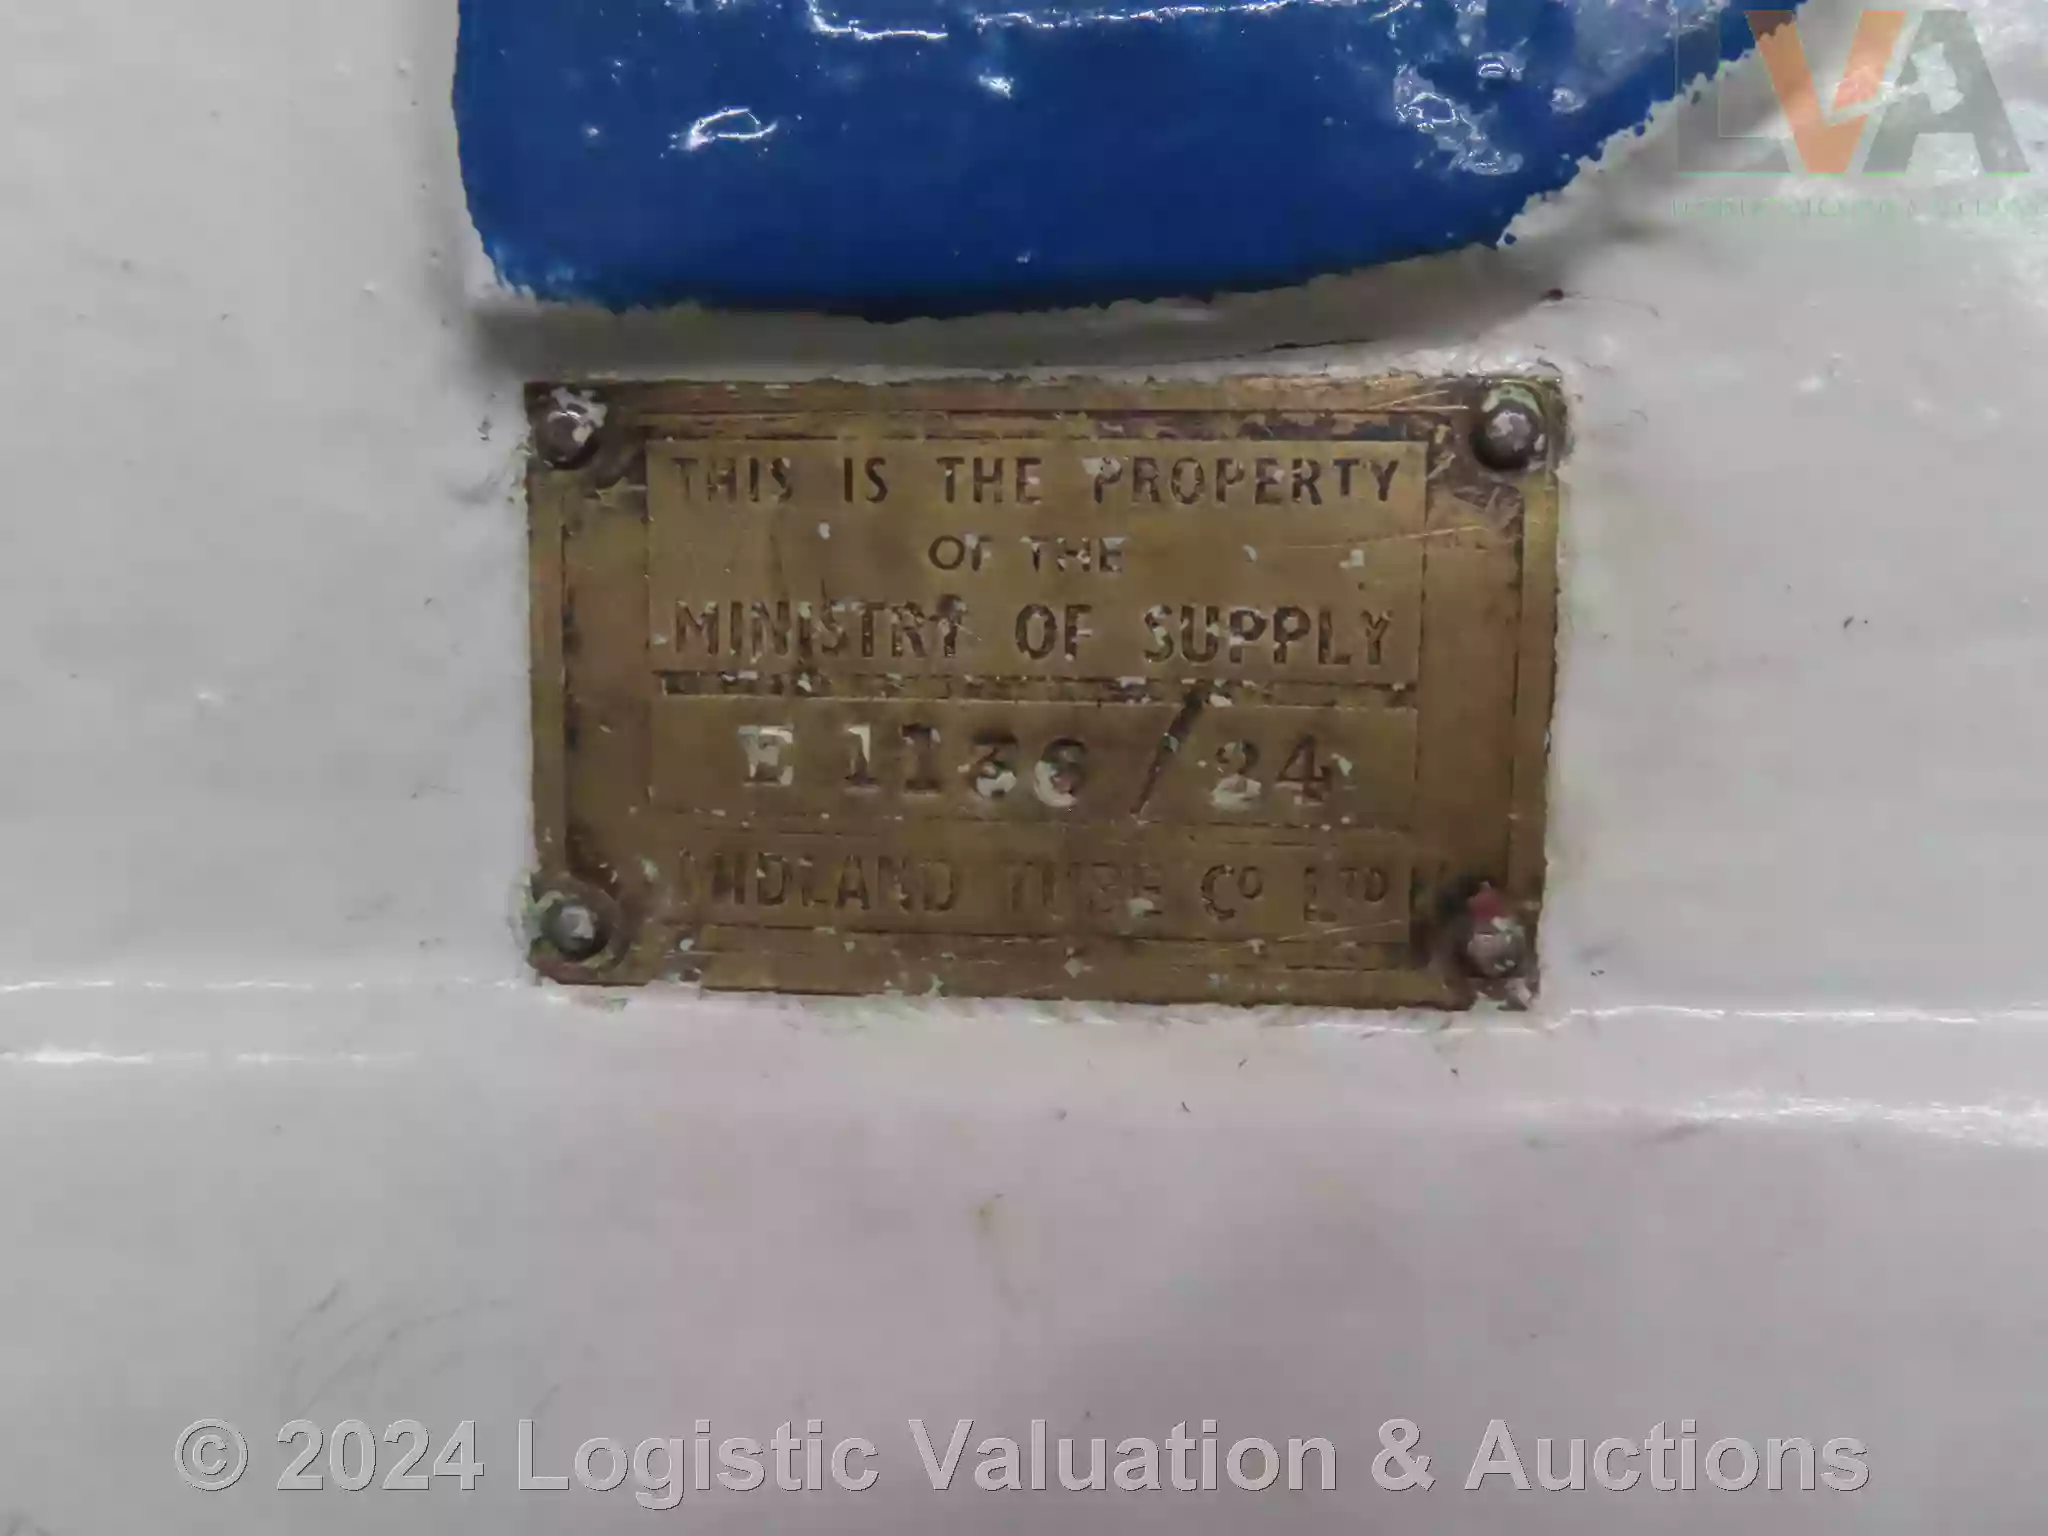 LVA
THIS IS THE PROPERTY
OF THE
MINISTRY OF SUPPLY
E 1136/24
MIDLAND TUBE Cº LTD
© 2024 Logistic Valuation & Auctions